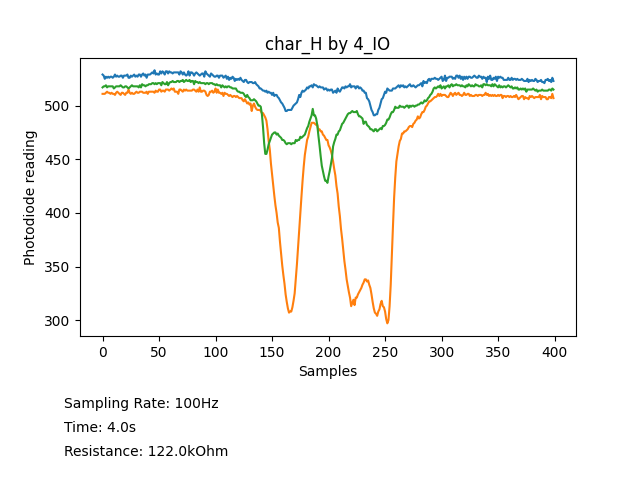 char_H by 4_IO
Photodiode reading
500
450
400
350
300
0 50 100 150 200 250 300 350 400
Samples
Sampling Rate: 100Hz
Time: 4.0s
Resistance: 122.0kOhm